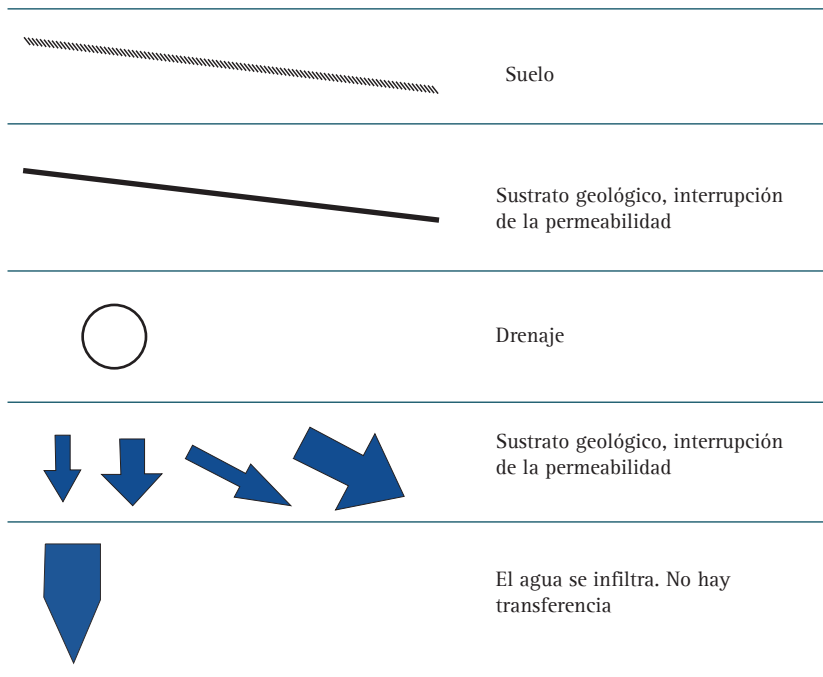 Suelo
Sustrato geológico, interrupción
de la permeabilidad
Drenaje
Sustrato geológico, interrupción
de la permeabilidad
El agua se infiltra. No hay
transferencia